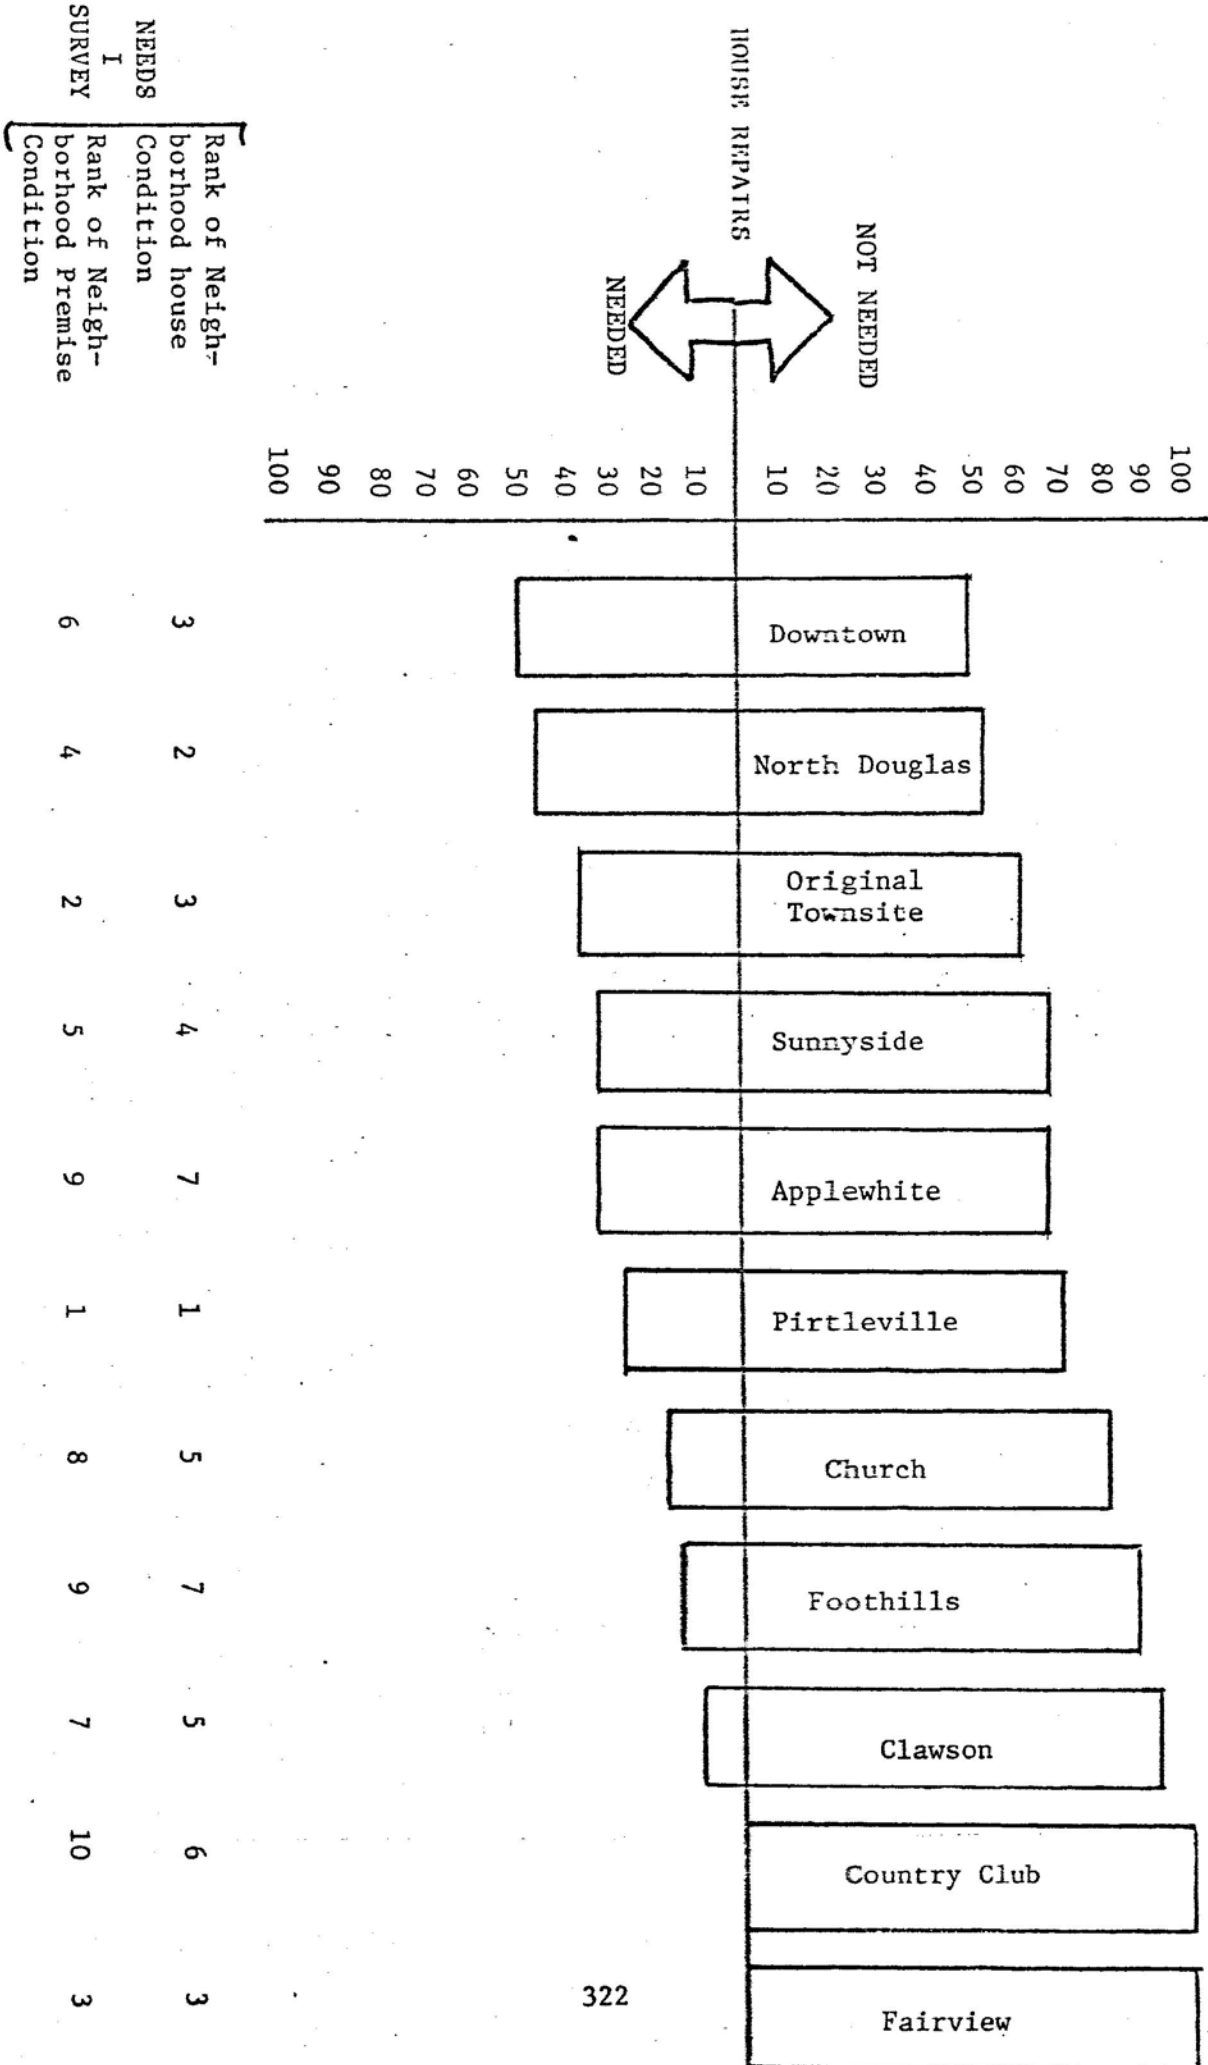 NOT NEEDED
HOUSE REPAIRS
NEEDED
100
90
80
70
60
50
40
30
20
10
10
20
30
40
50
60
70
80
90
100
Downtown
North Douglas
Original
Townsite
Sunnyside
Applewhite
Pirtleville
Church
Foothills
Clawson
Country Club
Fairview
NEEDS
I
SURVEY
Rank of Neigh-
borhood house
Condition
3 2 3 4 7 1 5 7 5 6 3
Rank of Neigh-
borhood Premise
Condition
6 4 2 5 9 1 8 9 7 10 3
322